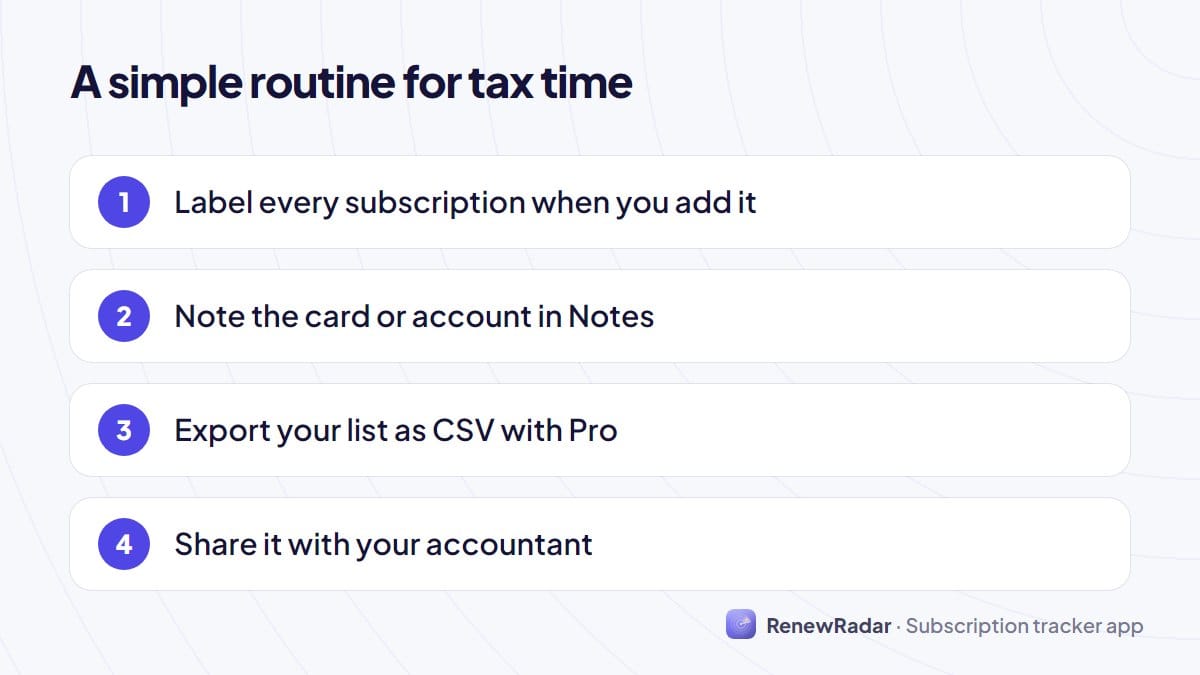 A simple routine for tax time
1 Label every subscription when you add it
2 Note the card or account in Notes
3 Export your list as CSV with Pro
4 Share it with your accountant
RenewRadar · Subscription tracker app